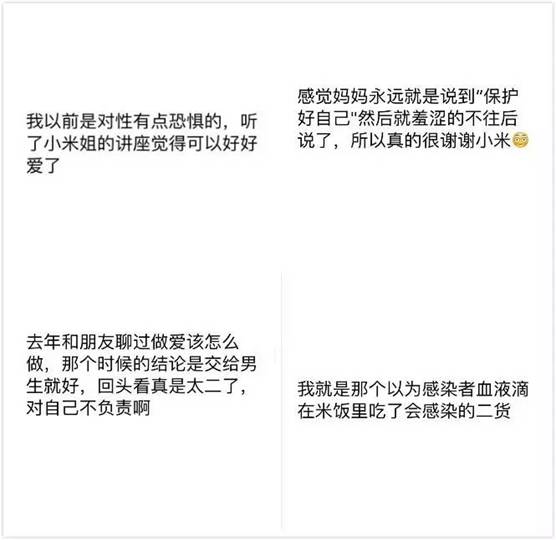 我以前是对性有点恐惧的，听
了小米姐的讲座觉得可以好好
爱了
感觉妈妈永远就是说到“保护
好自己"然后就羞涩的不往后
说了，所以真的很谢谢小米😳
去年和朋友聊过做爱该怎么
做，那个时候的结论是交给男
生就好，回头看真是太二了，
对自己不负责啊
我就是那个以为感染者血液滴
在米饭里吃了会感染的二货